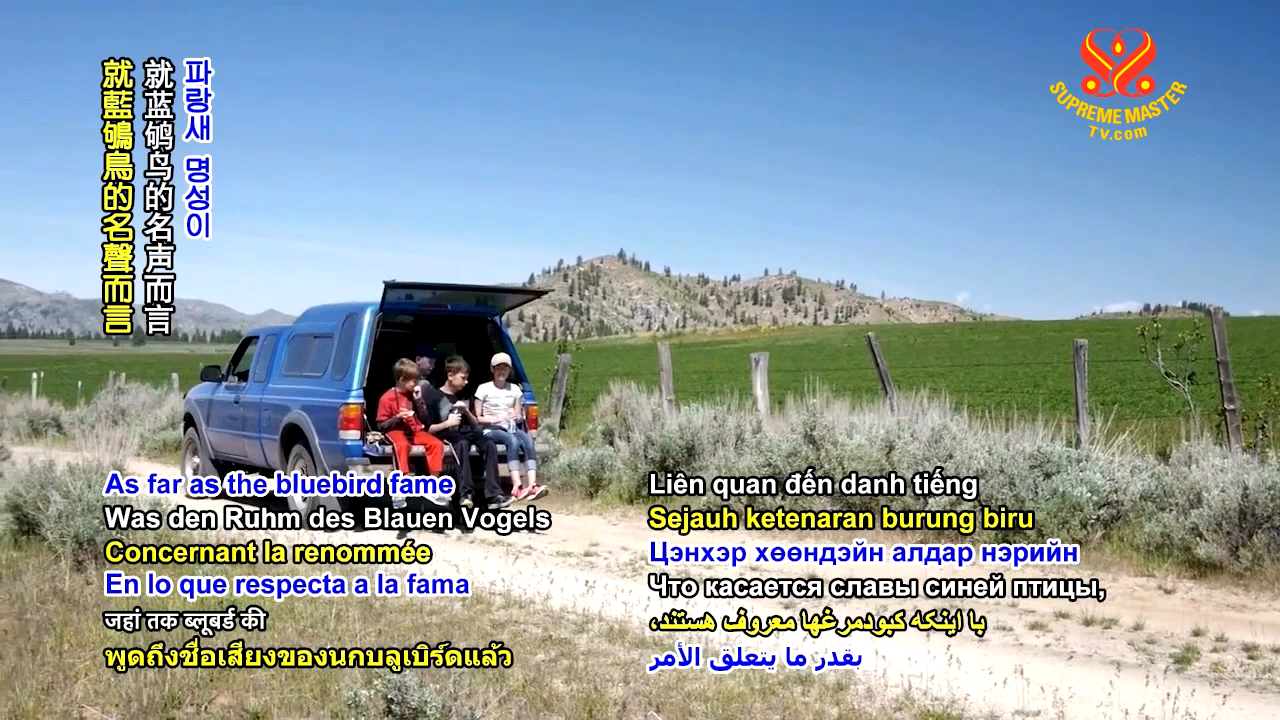 파랑새 명성이
就蓝鸲鸟的名声而言
就藍鴝鳥的名聲而言
SUPREME MASTER
TV.com
As far as the bluebird fame
Was den Ruhm des Blauen Vogels
Concernant la renommée
En lo que respecta a la fama
जहां तक ब्लूबर्ड की
พูดถึงชื่อเสียงของนกบลูเบิร์ดแล้ว
Liên quan đến danh tiếng
Sejauh ketenaran burung biru
Цэнхэр хөөндэйн алдар нэрийн
Что касается славы синей птицы,
با اینکه کبودمرغها معروف هستند،
بقدر ما يتعلق الأمر